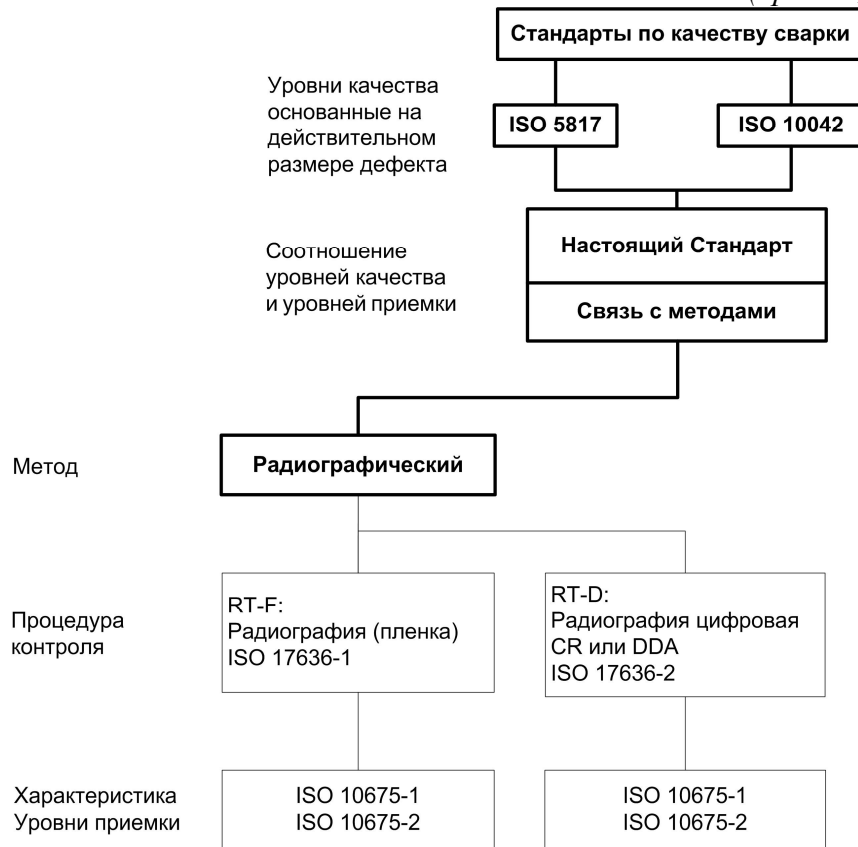 Стандарты по качеству сварки
Уровни качества
основанные на
действительном
размере дефекта
ISO 5817
ISO 10042
Соотношение
уровней качества
и уровней приемки
Настоящий Стандарт
Связь с методами
Метод
Радиографический
Процедура
контроля
RT-F:
Радиография (пленка)
ISO 17636-1
RT-D:
Радиография цифровая
CR или DDA
ISO 17636-2
Характеристика
Уровни приемки
ISO 10675-1
ISO 10675-2
ISO 10675-1
ISO 10675-2